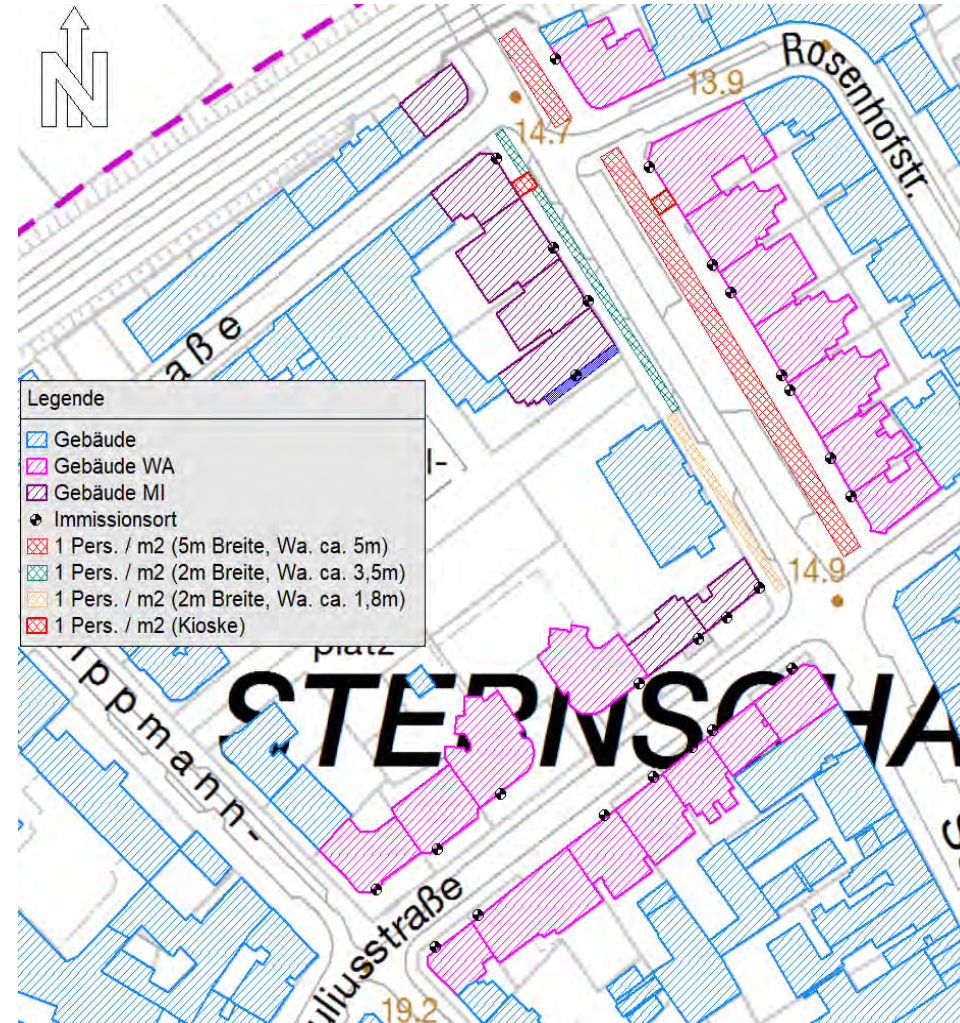 N
Rosenhofstr.
13.9
14.7
aße
Legende
Gebäude
Gebäude WA
Gebäude MI
Immissionsort
1 Pers. / m2 (5m Breite, Wa. ca. 5m)
1 Pers. / m2 (2m Breite, Wa. ca. 3,5m)
1 Pers. / m2 (2m Breite, Wa. ca. 1,8m)
1 Pers. / m2 (Kioske)
l-
14.9
platz
STERNSCHA
ippmann-
uliusstraße
19.2